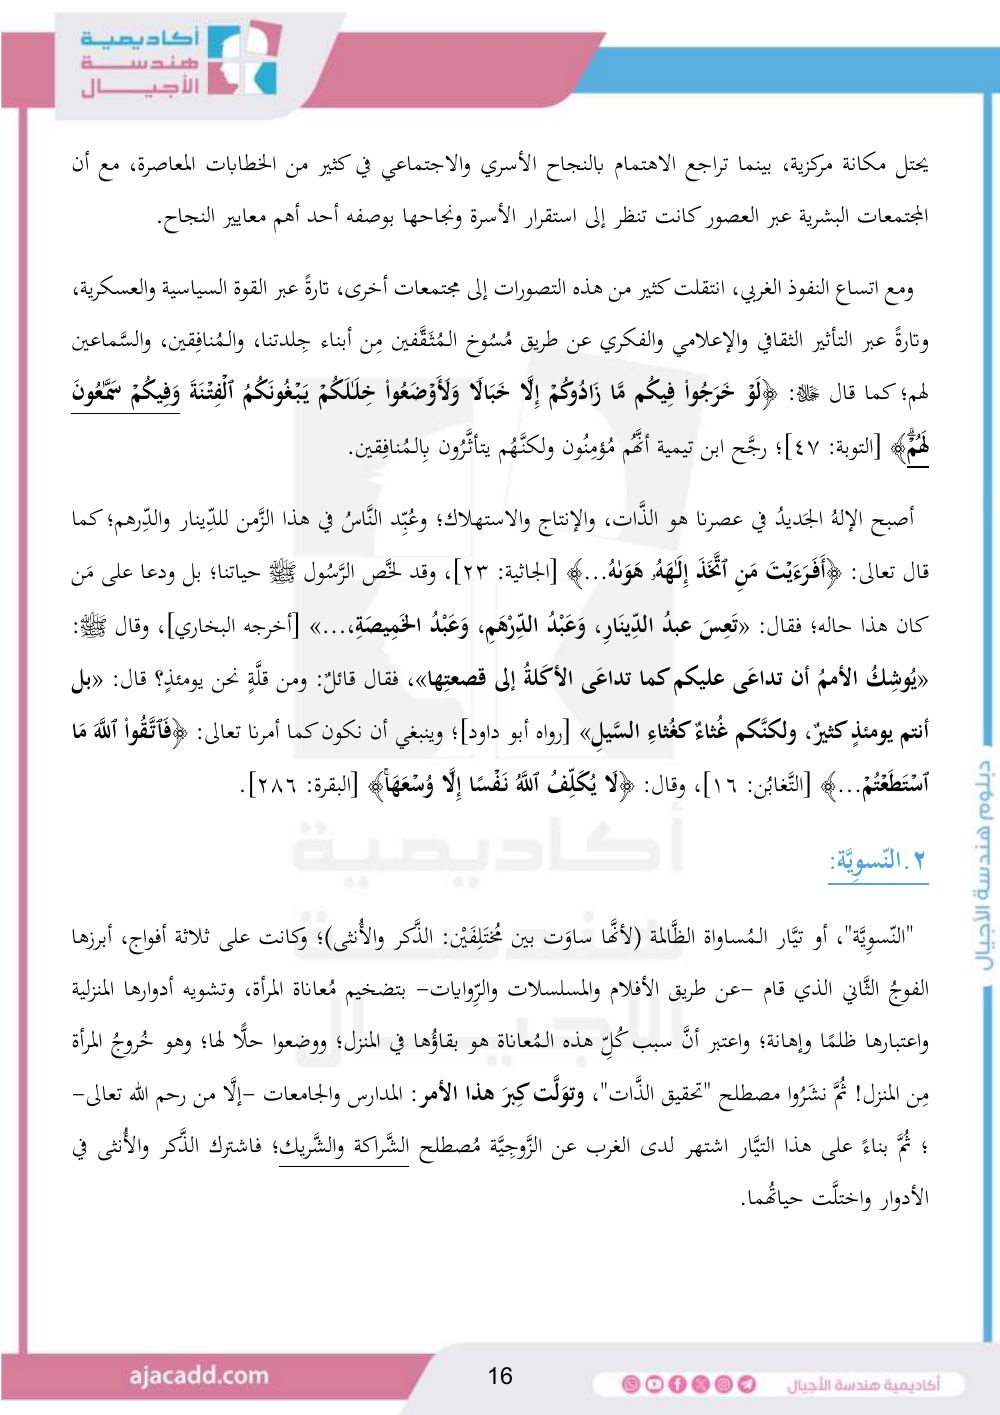 أكاديمية
هندسة
الأجيال
يحتل مكانة مركزية، بينما تراجع الاهتمام بالنجاح الأسري والاجتماعي في كثير من الخطابات المعاصرة، مع أن
المجتمعات البشرية عبر العصور كانت تنظر إلى استقرار الأسرة ونجاحها بوصفه أحد أهم معايير النجاح.
ومع اتساع النفوذ الغربي، انتقلت كثير من هذه التصورات إلى مجتمعات أخرى، تارةً عبر القوة السياسية والعسكرية،
وتارةً عبر التأثير الثقافي والإعلامي والفكري عن طريق مُسُوخ المُثَقَّفين مِن أبناء جِلدتنا، والمُنافِقين، والسَّماعين
لهم؛ كما قال ﷻ: ﴿لَوۡ خَرَجُواْ فِيكُم مَّا زَادُوكُمۡ إِلَّا خَبَالٗا وَلَأَوۡضَعُواْ خِلَٰلَكُمۡ يَبۡغُونَكُمُ ٱلۡفِتۡنَةَ وَفِيكُمۡ سَمَّٰعُونَ
لَهُمۡۗ﴾ [التوبة: ٤٧]؛ رجَّح ابن تيمية أنَّهُم مُؤمِنُون ولكنَّهُم يتأثَّرُون بِالمُنافِقين.
أصبح الإلهُ الجَديدُ في عصرنا هو الذَّات، والإنتاج والاستهلاك؛ وعُبِّد النَّاسُ في هذا الزَّمن للدِّينار والدِّرهم؛ كما
قال تعالى: ﴿أَفَرَءَيۡتَ مَنِ ٱتَّخَذَ إِلَٰهَهُۥ هَوَىٰهُ...﴾ [الجاثية: ٢٣]، وقد لخَّص الرَّسُول ﷺ حياتنا؛ بل ودعا على مَن
كان هذا حاله؛ فقال: «تَعِسَ عبدُ الدِّينارِ، وَعَبْدُ الدِّرْهَمِ، وَعَبْدُ الخَمِيصَةِ،...» [أخرجه البخاري]، وقال ﷺ:
«يُوشِكُ الأممُ أن تداعَى عليكم كما تداعَى الأكَلةُ إلى قصعتِها»، فقال قائلٌ: ومن قلَّةٍ نحن يومئذٍ؟ قال: «بل
أنتم يومئذٍ كثيرٌ، ولكنَّكم غُثاءٌ كغُثاءِ السَّيلِ» [رواه أبو داود]؛ وينبغي أن نكون كما أمرنا تعالى: ﴿فَٱتَّقُواْ ٱللَّهَ مَا
ٱسۡتَطَعۡتُمۡ...﴾ [التَّغابُن: ١٦]، وقال: ﴿لَا يُكَلِّفُ ٱللَّهُ نَفۡسًا إِلَّا وُسۡعَهَاۚ﴾ [البقرة: ٢٨٦].
٢. النّسوِيَّة:
"النّسوِيَّة"، أو تيَّار المُساواة الظَّالمة (لأنَّها ساوَت بين مُختَلِفَيْن: الذَّكر والأُنثى)؛ وكانت على ثلاثة أفواج، أبرزها
الفوجُ الثَّاني الذي قام –عن طريق الأفلام والمسلسلات والرِّوايات– بتضخيم مُعاناة المرأة، وتشويه أدوارها المنزلية
واعتبارها ظلمًا وإهانة؛ واعتبر أنَّ سبب كُلِّ هذه المُعاناة هو بقاؤُها في المنزل؛ ووضعوا حلًّا لها؛ وهو خُروجُ المرأة
مِن المنزل! ثُمَّ نشَرُوا مصطلح "تحقيق الذَّات"، وتولَّت كِبرَ هذا الأمر: المدارس والجامعات –إلَّا من رحم الله تعالى–
؛ ثُمَّ بناءً على هذا التيَّار اشتهر لدى الغرب عن الزَّوجِيَّة مُصطلح الشَّراكة والشَّريك؛ فاشترك الذَّكر والأُنثى في
الأدوار واختلَّت حياتُهما.
دبلوم هندسة الأجيال
أكاديمية
هندسة
الأجيال
ajacadd.com
16
أكاديمية هندسة الأجيال